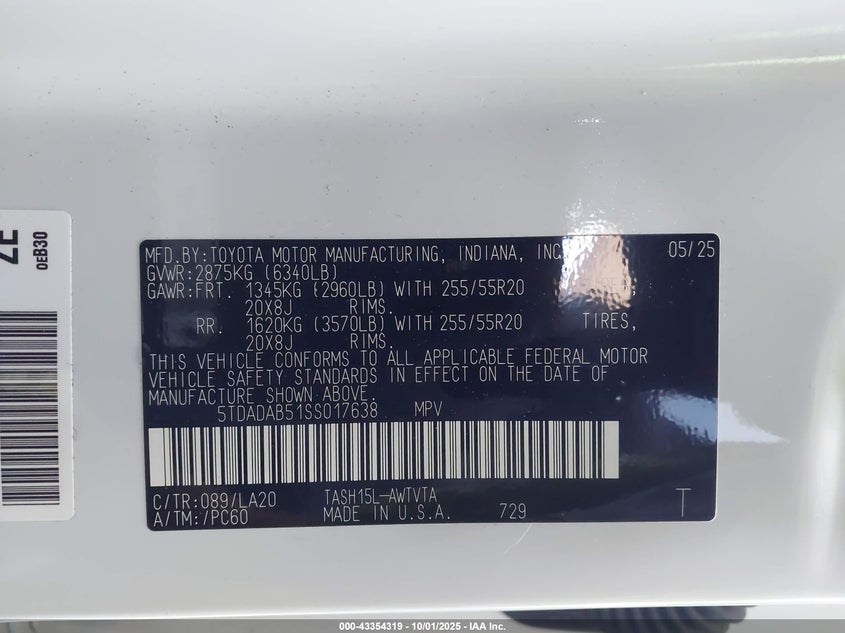 MFD.BY:TOYOTA MOTOR MANUFACTURING, INDIANA, INC 05/25
GVWR:2875KG (6340LB)
GAWR:FRT. 1345KG (2960LB) WITH 255/55R20
20X8J RIMS.
RR. 1620KG (3570LB) WITH 255/55R20 TIRES,
20X8J RIMS.
THIS VEHICLE CONFORMS TO ALL APPLICABLE FEDERAL MOTOR
VEHICLE SAFETY STANDARDS IN EFFECT ON THE DATE OF
MANUFACTURE SHOWN ABOVE.
5TDADAB51SS017638 MPV
C/TR:089/LA20 TASH15L-AWTVTA
A/TM:/PC60 MADE IN U.S.A. 729 T
0EB30
000-43354319 - 10/01/2025 - IAA Inc.